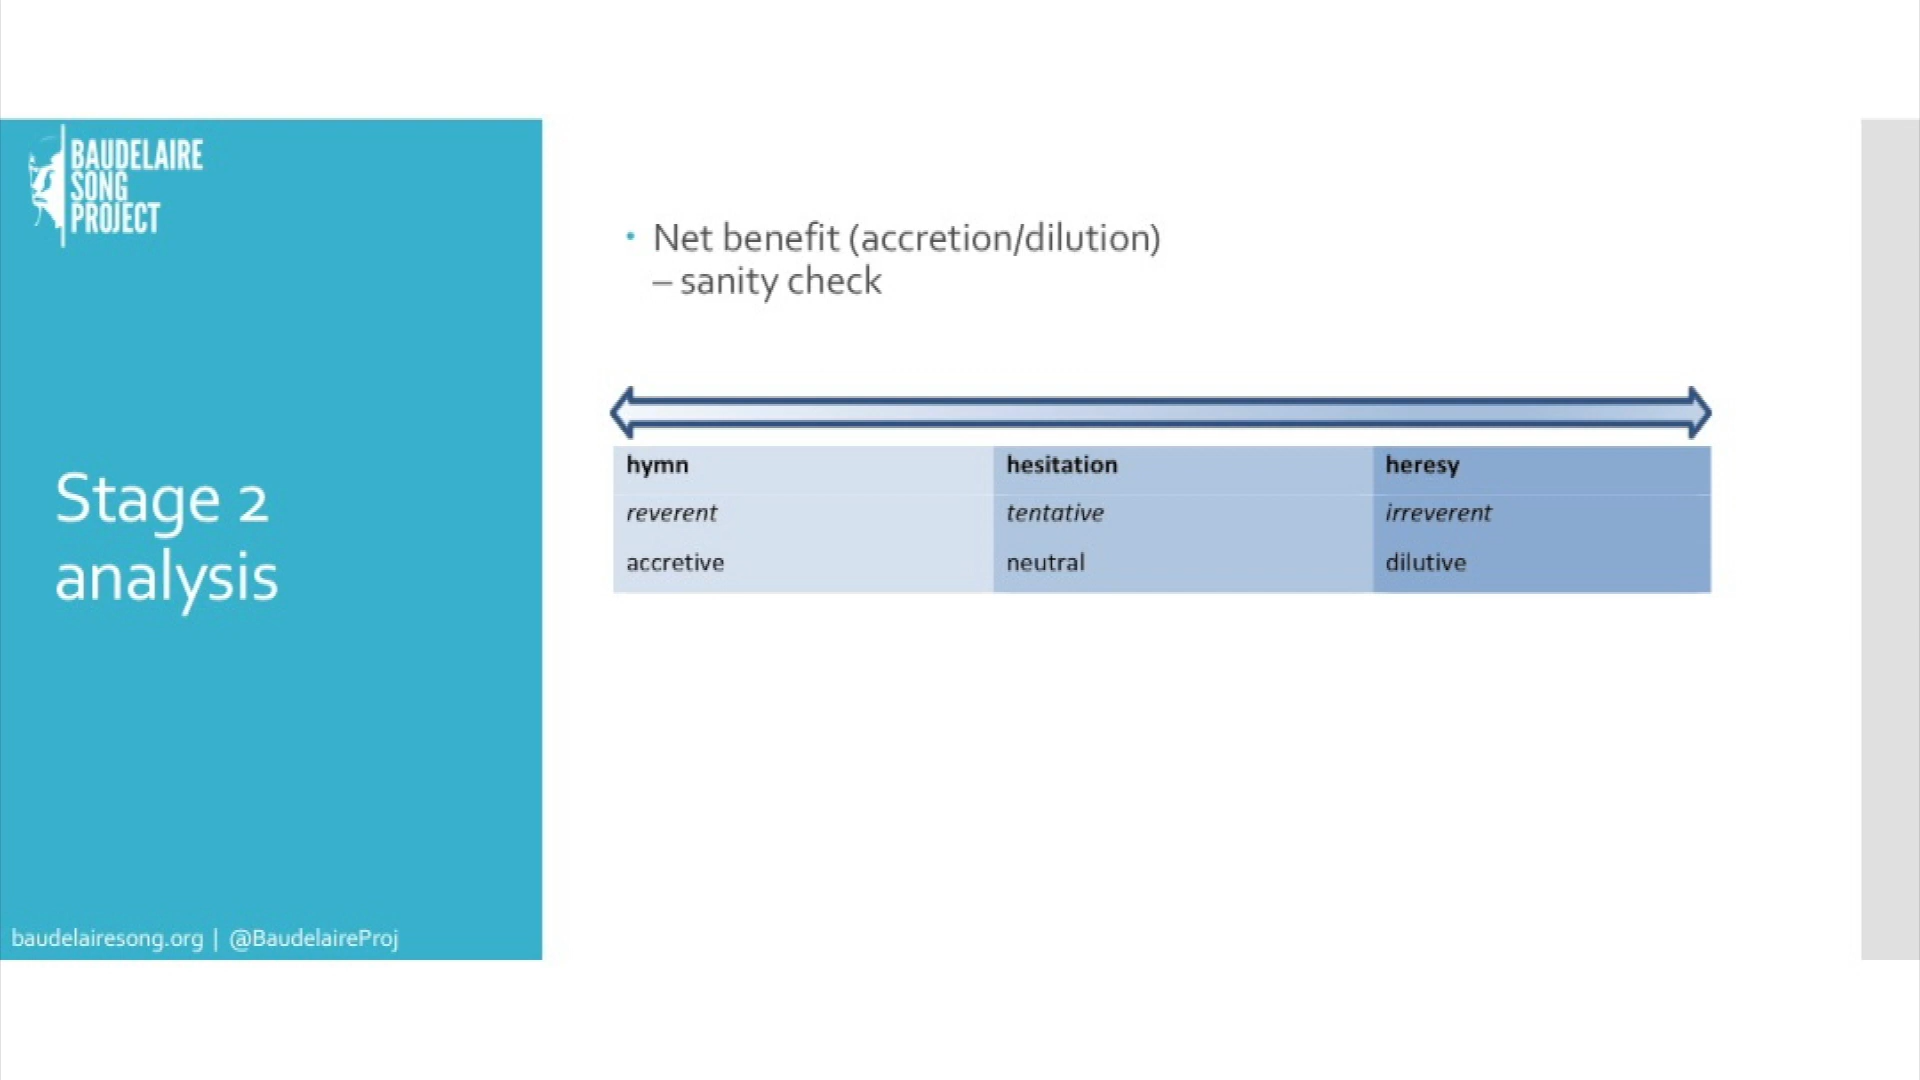 BAUDELAIRE
SONG
PROJECT
Stage 2
analysis
baudelairesong.org | @BaudelaireProj
• Net benefit (accretion/dilution)
– sanity check
hymn hesitation heresy
reverent tentative irreverent
accretive neutral dilutive